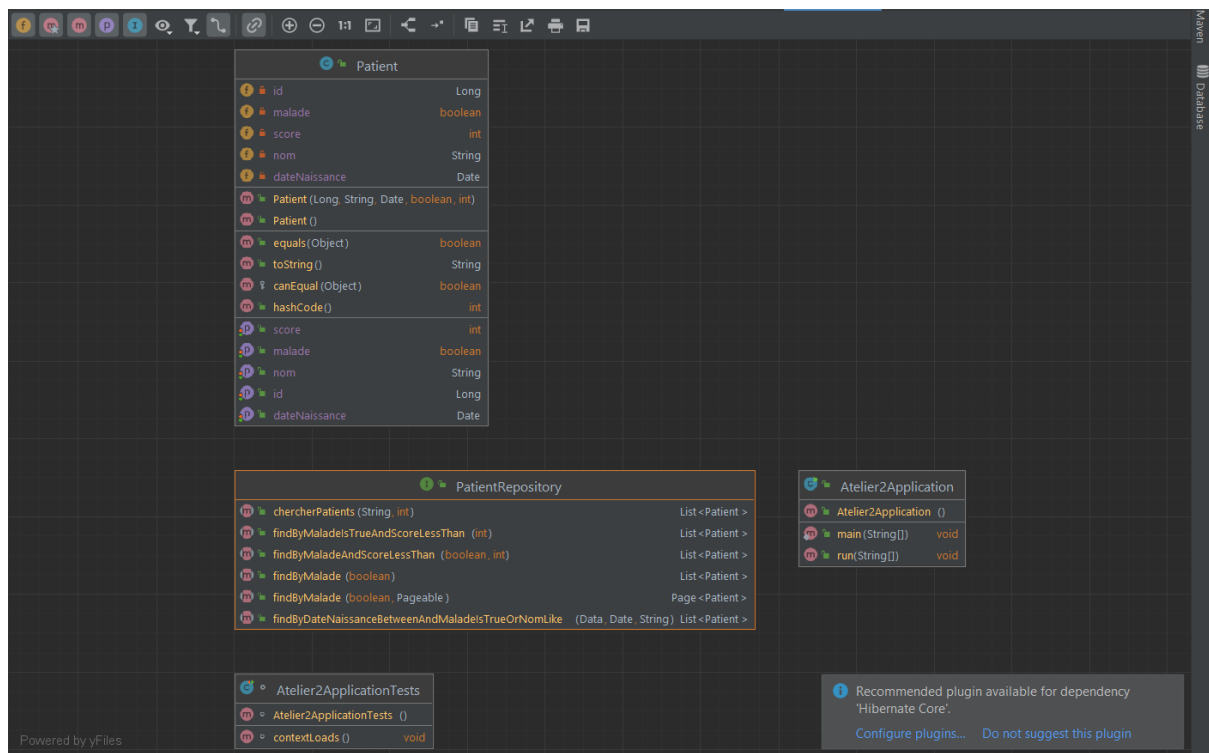 1:1
Maven
Database
Patient
id Long
malade boolean
score int
nom String
dateNaissance Date
Patient (Long, String, Date, boolean, int)
Patient ()
equals(Object) boolean
toString() String
canEqual (Object) boolean
hashCode() int
score int
malade boolean
nom String
id Long
dateNaissance Date
PatientRepository
chercherPatients (String, int) List<Patient >
findByMaladeIsTrueAndScoreLessThan (int) List<Patient >
findByMaladeAndScoreLessThan (boolean, int) List<Patient >
findByMalade (boolean) List<Patient >
findByMalade (boolean, Pageable ) Page<Patient>
findByDateNaissanceBetweenAndMaladeIsTrueOrNomLike (Data, Date, String) List<Patient >
Atelier2Application
Atelier2Application ()
main(String[]) void
run(String[]) void
Atelier2ApplicationTests
Atelier2ApplicationTests ()
contextLoads () void
Recommended plugin available for dependency
'Hibernate Core'.
Configure plugins... Do not suggest this plugin
Powered by yFiles